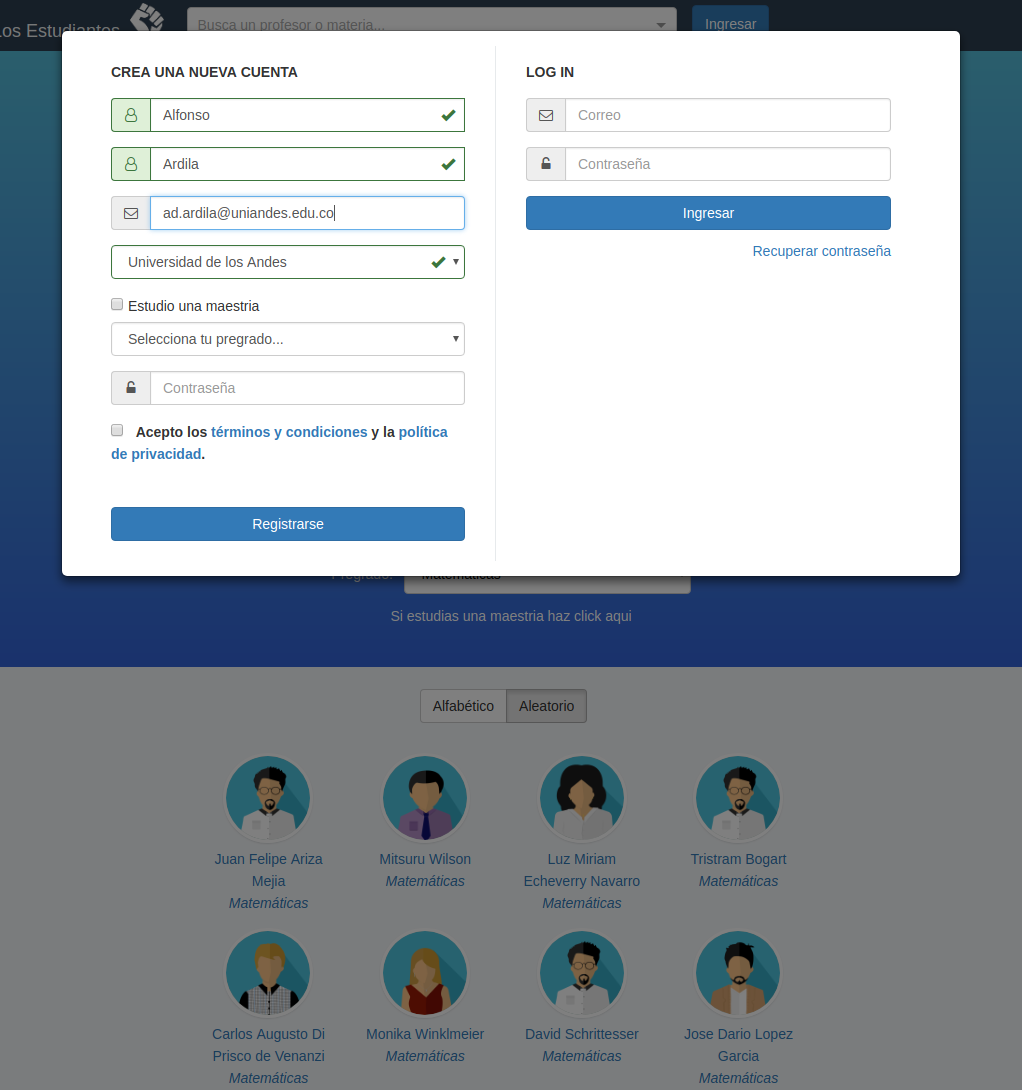 Los Estudiantes
Busca un profesor o materia...
Ingresar
CREA UNA NUEVA CUENTA
Alfonso
Ardila
ad.ardila@uniandes.edu.co
Universidad de los Andes
Estudio una maestria
Selecciona tu pregrado...
Contraseña
Acepto los términos y condiciones y la política
de privacidad.
Registrarse
LOG IN
Correo
Contraseña
Ingresar
Recuperar contraseña
Pregrado:
Matemáticas
Si estudias una maestria haz click aqui
Alfabético
Aleatorio
Juan Felipe Ariza
Mejia
Matemáticas
Mitsuru Wilson
Matemáticas
Luz Miriam
Echeverry Navarro
Matemáticas
Tristram Bogart
Matemáticas
Carlos Augusto Di
Prisco de Venanzi
Matemáticas
Monika Winklmeier
Matemáticas
David Schrittesser
Matemáticas
Jose Dario Lopez
Garcia
Matemáticas